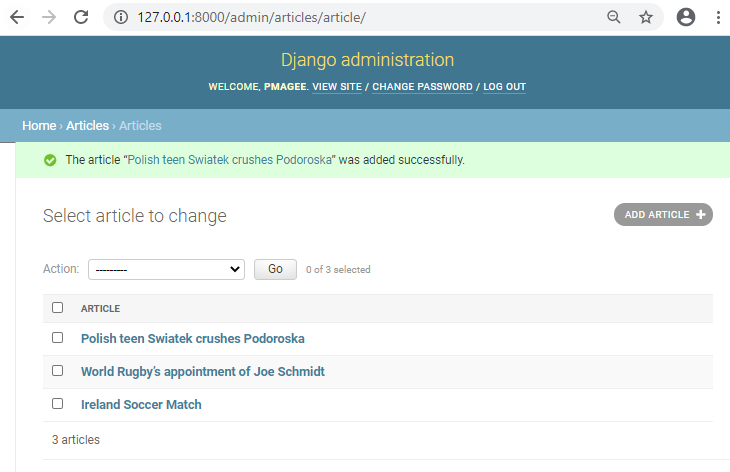 127.0.0.1:8000/admin/articles/article/
Django administration
WELCOME, PMAGEE. VIEW SITE / CHANGE PASSWORD / LOG OUT
Home › Articles › Articles
The article “Polish teen Swiatek crushes Podoroska” was added successfully.
Select article to change
ADD ARTICLE +
Action: --------- Go 0 of 3 selected
ARTICLE
Polish teen Swiatek crushes Podoroska
World Rugby’s appointment of Joe Schmidt
Ireland Soccer Match
3 articles